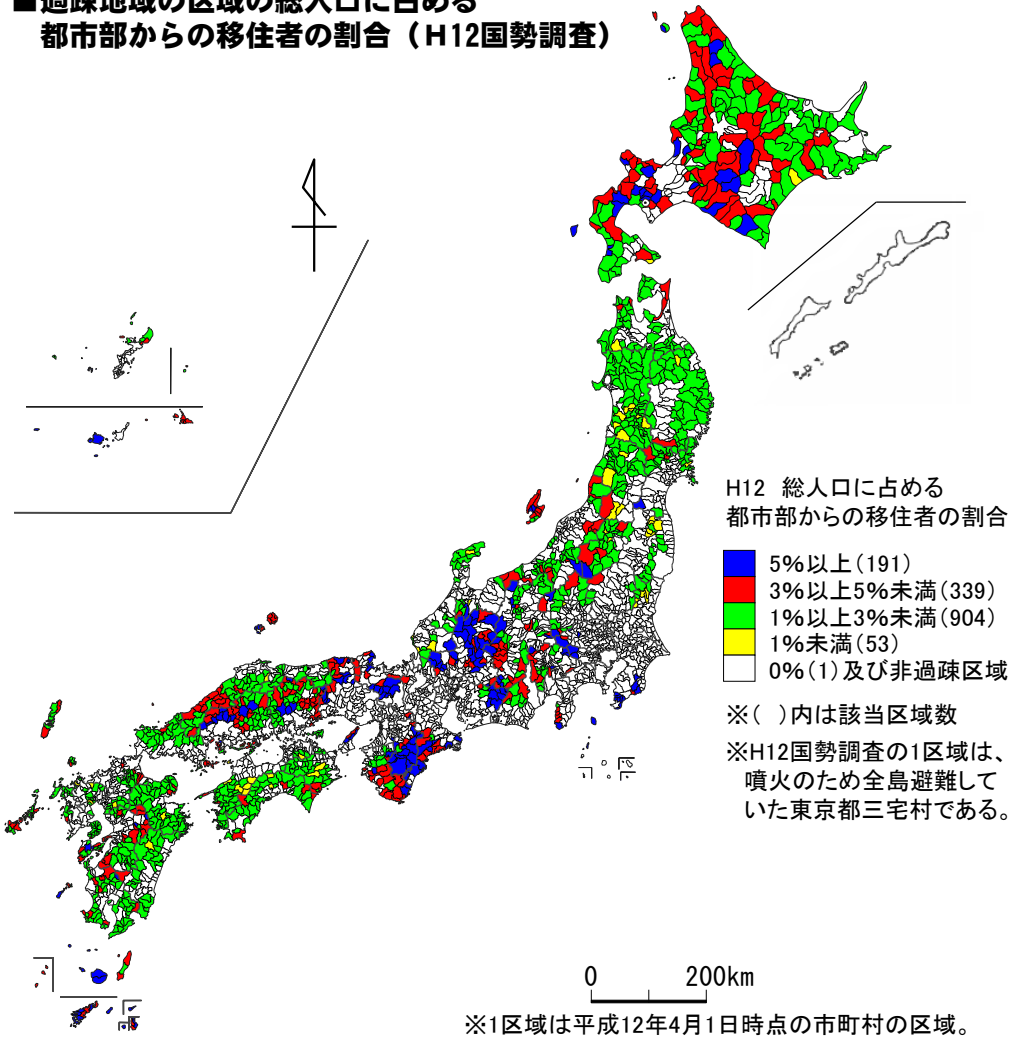 ■過疎地域の区域の総人口に占める
都市部からの移住者の割合（H12国勢調査）
H12 総人口に占める
都市部からの移住者の割合
5%以上(191)
3%以上5%未満(339)
1%以上3%未満(904)
1%未満(53)
0%(1)及び非過疎区域
※( )内は該当区域数
※H12国勢調査の1区域は、
噴火のため全島避難して
いた東京都三宅村である。
0 200km
※1区域は平成12年4月1日時点の市町村の区域。